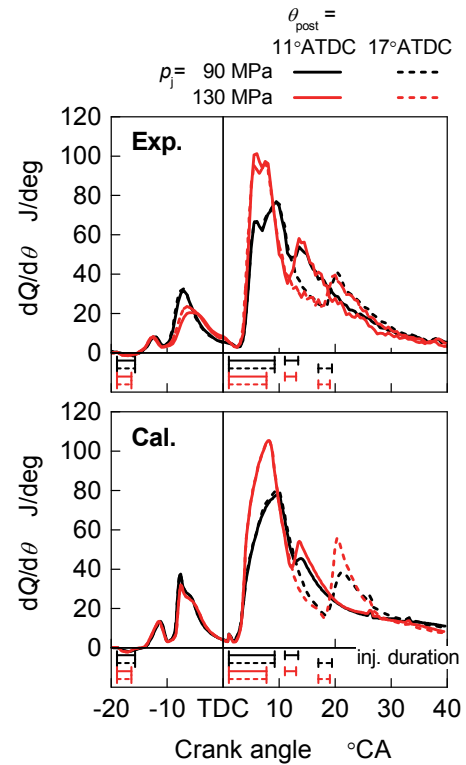 θpost =
11°ATDC 17°ATDC
pj= 90 MPa
130 MPa
120
Exp.
100
80
60
40
20
0
dQ/dθ J/deg
120
Cal.
100
80
60
40
20
0
dQ/dθ J/deg
inj. duration
-20 -10 TDC 10 20 30 40
Crank angle °CA